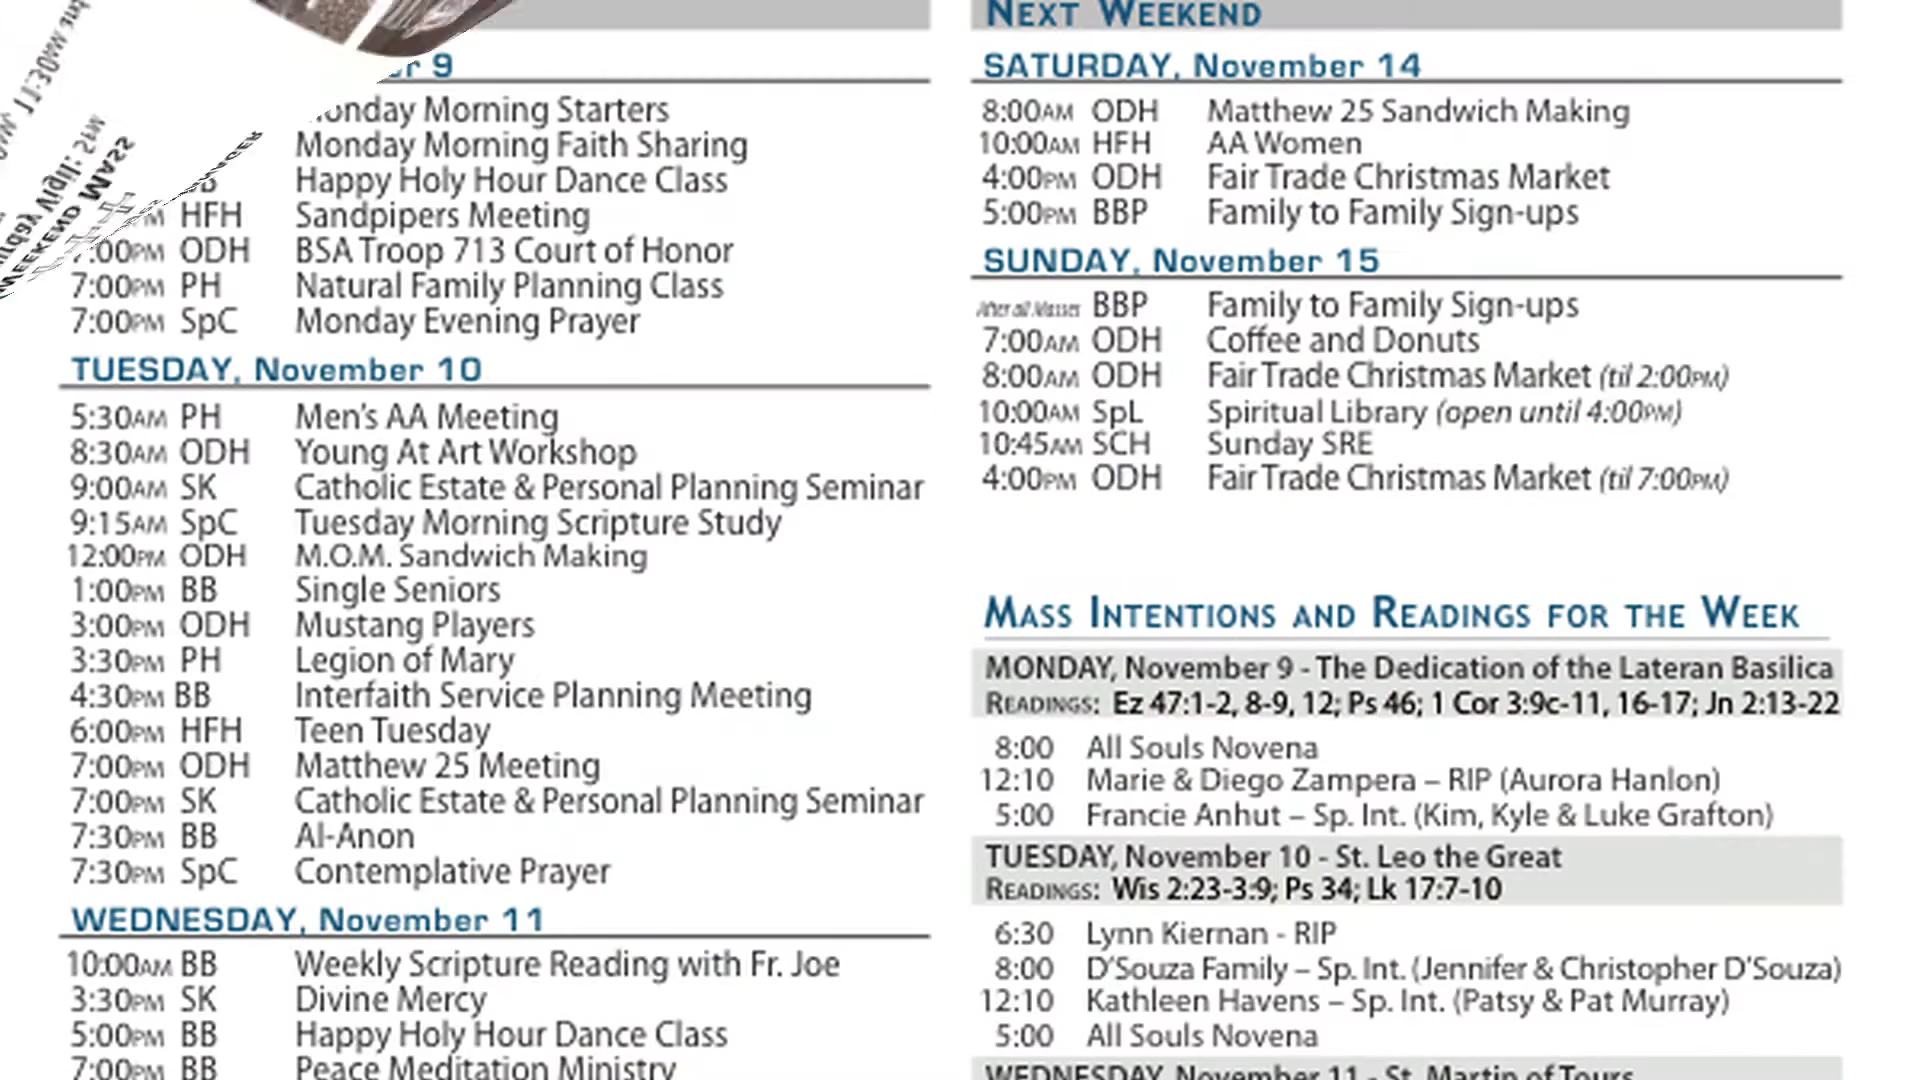 9
Monday Morning Starters
Monday Morning Faith Sharing
Happy Holy Hour Dance Class
HFH Sandpipers Meeting
7:00PM ODH BSA Troop 713 Court of Honor
7:00PM PH Natural Family Planning Class
7:00PM SpC Monday Evening Prayer
TUESDAY, November 10
5:30AM PH Men's AA Meeting
8:30AM ODH Young At Art Workshop
9:00AM SK Catholic Estate & Personal Planning Seminar
9:15AM SpC Tuesday Morning Scripture Study
12:00PM ODH M.O.M. Sandwich Making
1:00PM BB Single Seniors
3:00PM ODH Mustang Players
3:30PM PH Legion of Mary
4:30PM BB Interfaith Service Planning Meeting
6:00PM HFH Teen Tuesday
7:00PM ODH Matthew 25 Meeting
7:00PM SK Catholic Estate & Personal Planning Seminar
7:30PM BB Al-Anon
7:30PM SpC Contemplative Prayer
WEDNESDAY, November 11
10:00AM BB Weekly Scripture Reading with Fr. Joe
3:30PM SK Divine Mercy
5:00PM BB Happy Holy Hour Dance Class
7:00PM BB Peace Meditation Ministry
NEXT WEEKEND
SATURDAY, November 14
8:00AM ODH Matthew 25 Sandwich Making
10:00AM HFH AA Women
4:00PM ODH Fair Trade Christmas Market
5:00PM BBP Family to Family Sign-ups
SUNDAY, November 15
After all Masses BBP Family to Family Sign-ups
7:00AM ODH Coffee and Donuts
8:00AM ODH Fair Trade Christmas Market (til 2:00PM)
10:00AM SpL Spiritual Library (open until 4:00PM)
10:45AM SCH Sunday SRE
4:00PM ODH Fair Trade Christmas Market (til 7:00PM)
MASS INTENTIONS AND READINGS FOR THE WEEK
MONDAY, November 9 - The Dedication of the Lateran Basilica
READINGS: Ez 47:1-2, 8-9, 12; Ps 46; 1 Cor 3:9c-11, 16-17; Jn 2:13-22
8:00 All Souls Novena
12:10 Marie & Diego Zampera – RIP (Aurora Hanlon)
5:00 Francie Anhut – Sp. Int. (Kim, Kyle & Luke Grafton)
TUESDAY, November 10 - St. Leo the Great
READINGS: Wis 2:23-3:9; Ps 34; Lk 17:7-10
6:30 Lynn Kiernan - RIP
8:00 D'Souza Family – Sp. Int. (Jennifer & Christopher D'Souza)
12:10 Kathleen Havens – Sp. Int. (Patsy & Pat Murray)
5:00 All Souls Novena
WEDNESDAY, November 11 - St. Martin of Tours
WEEKEND MASS